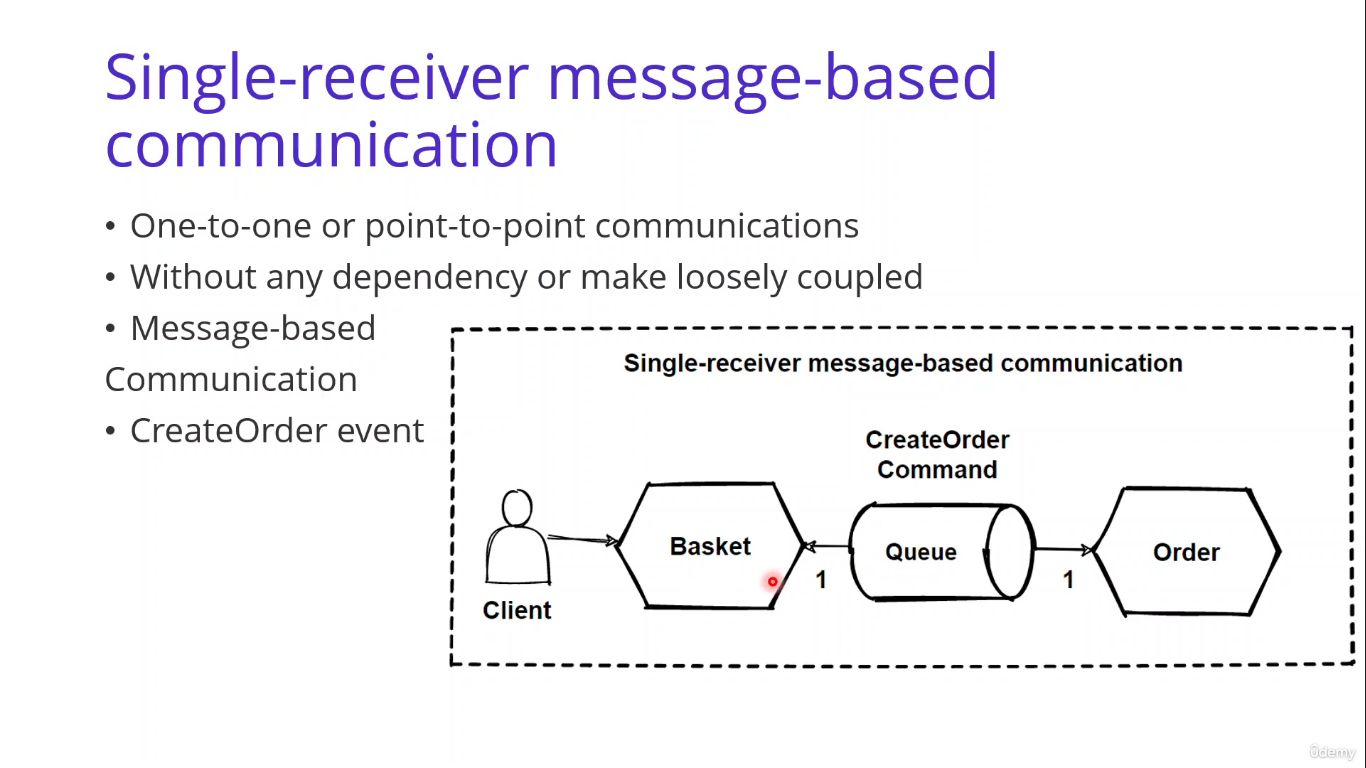 Single-receiver message-based
communication
• One-to-one or point-to-point communications
• Without any dependency or make loosely coupled
• Message-based
Communication
• CreateOrder event
Single-receiver message-based communication
CreateOrder
Command
Basket
Queue
Order
1
1
Client
ûdemy